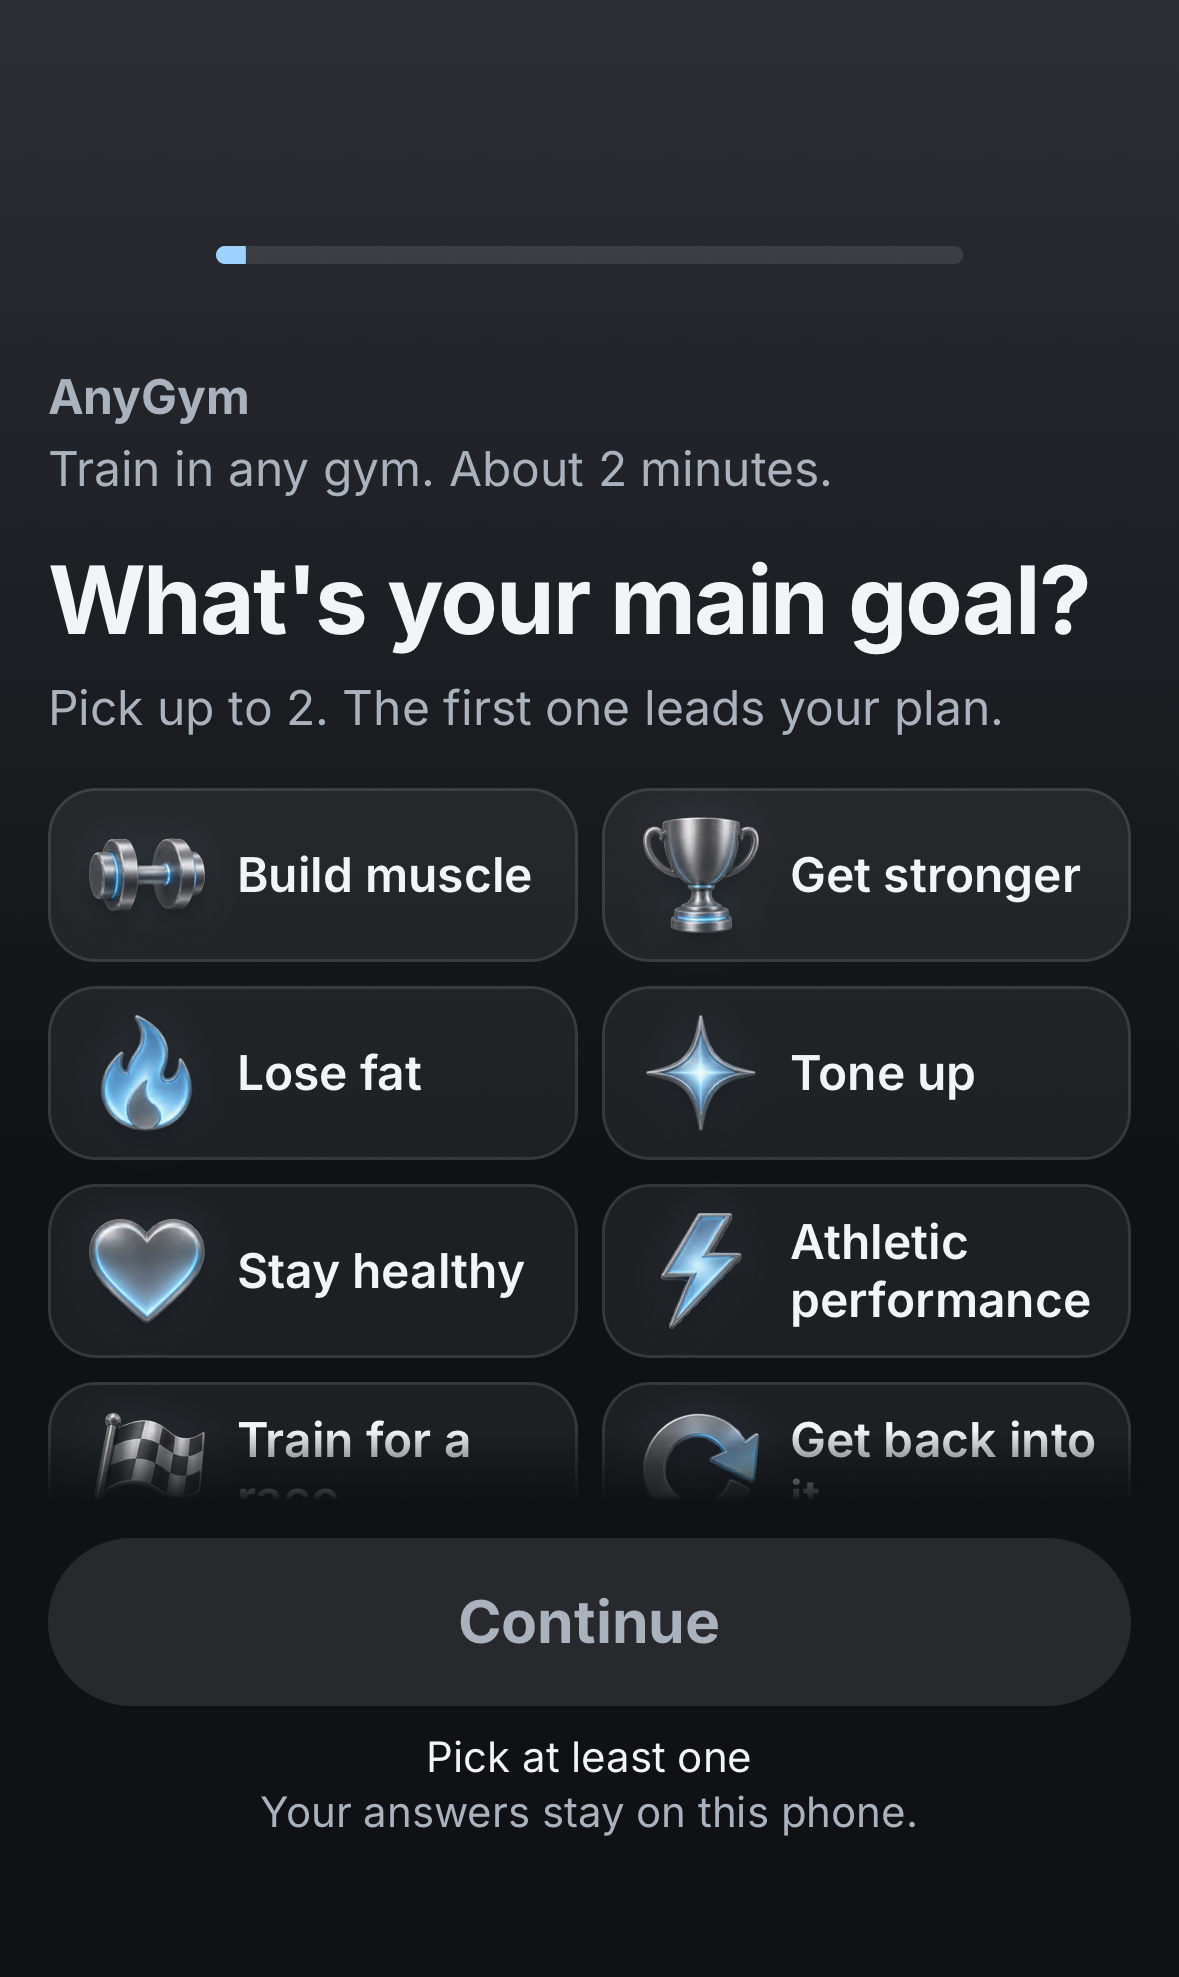 AnyGym
Train in any gym. About 2 minutes.
What's your main goal?
Pick up to 2. The first one leads your plan.
Build muscle
Get stronger
Lose fat
Tone up
Stay healthy
Athletic
performance
Train for a
race
Get back into
it
Continue
Pick at least one
Your answers stay on this phone.